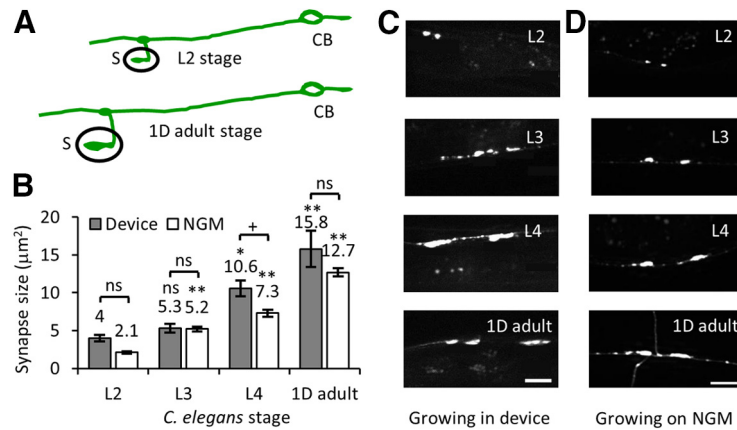 A
CB
S
L2 stage
CB
S
1D adult stage
B
Synapse size (μm²)
20
15
10
5
0
Device
NGM
ns
4
2.1
ns
ns
**
5.3
5.2
+
*
10.6
**
7.3
ns
**
15.8
**
12.7
L2
L3
L4
1D adult
C. elegans stage
C
L2
L3
L4
1D adult
Growing in device
D
L2
L3
L4
1D adult
Growing on NGM